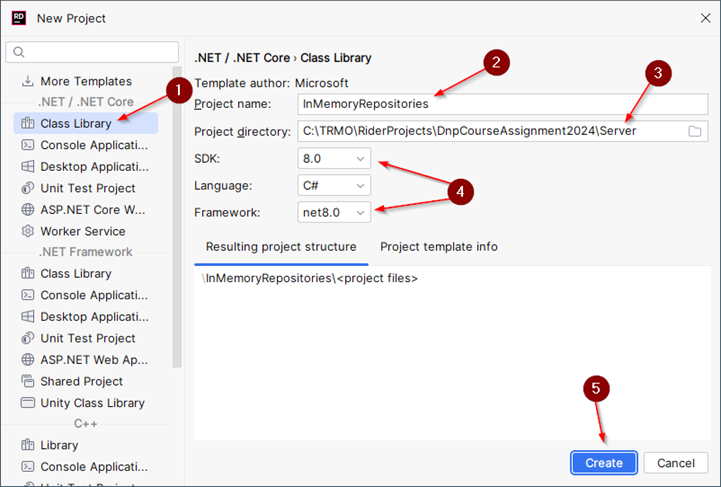 RD
New Project
More Templates
.NET / .NET Core
Class Library
Console Applicati...
Desktop Applicati...
Unit Test Project
ASP.NET Core W...
Worker Service
.NET Framework
Class Library
Console Applicati...
Desktop Applicati...
Unit Test Project
ASP.NET Web Ap...
Shared Project
Unity Class Library
C++
Library
Console Applicati...
Unit Test Project
1
.NET / .NET Core › Class Library
Template author: Microsoft
2
Project name: InMemoryRepositories
3
Project directory: C:\TRMO\RiderProjects\DnpCourseAssignment2024\Server
SDK: 8.0
Language: C#
4
Framework: net8.0
Resulting project structure Project template info
\InMemoryRepositories\<project files>
5
Create Cancel